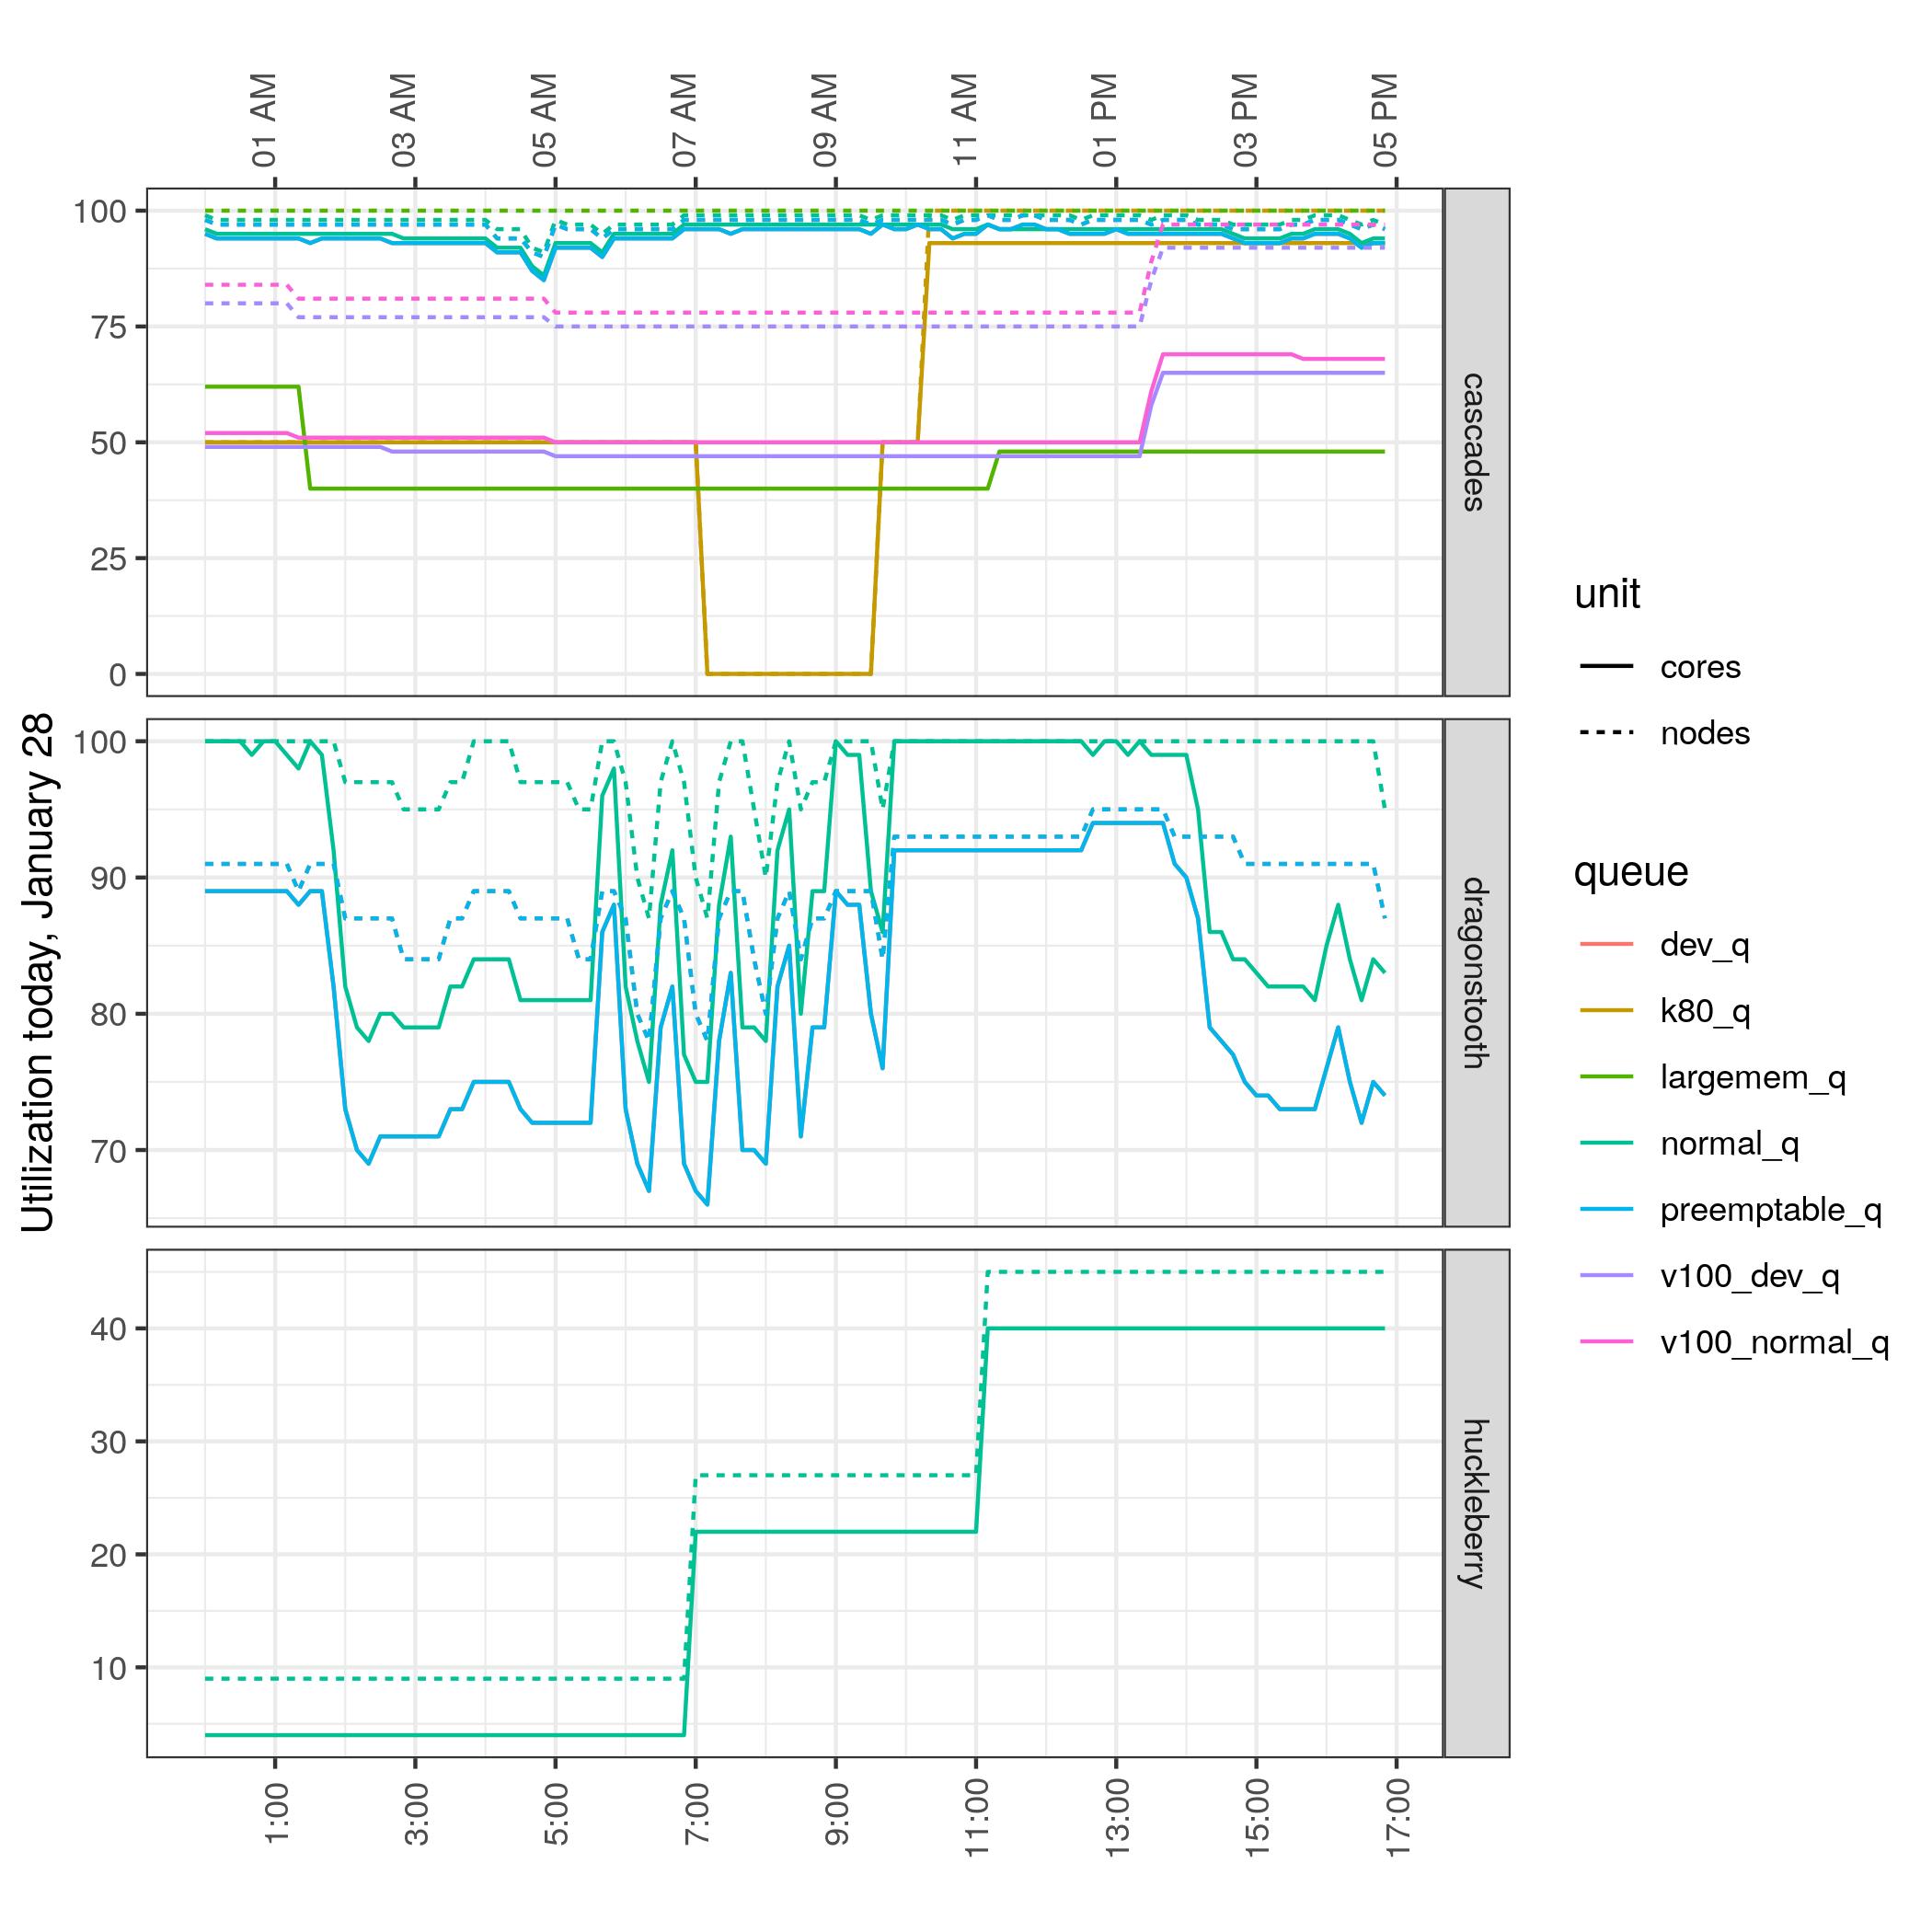 01 AM
03 AM
05 AM
07 AM
09 AM
11 AM
01 PM
03 PM
05 PM
Utilization today, January 28
100
75
50
25
0
cascades
100
90
80
70
dragonstooth
40
30
20
10
huckleberry
1:00
3:00
5:00
7:00
9:00
11:00
13:00
15:00
17:00
unit
cores
nodes
queue
dev_q
k80_q
largemem_q
normal_q
preemptable_q
v100_dev_q
v100_normal_q